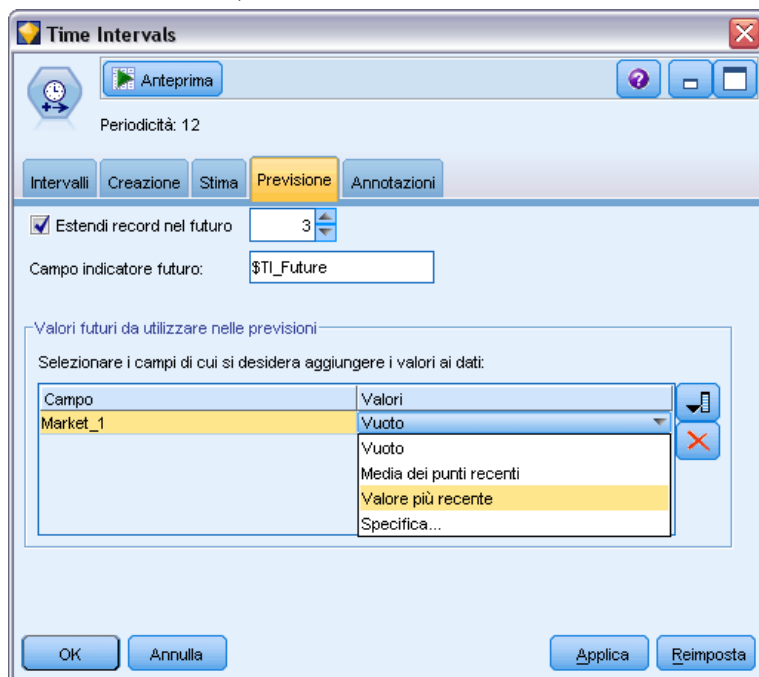 Time Intervals
Anteprima
Periodicità: 12
Intervalli Creazione Stima Previsione Annotazioni
Estendi record nel futuro 3
Campo indicatore futuro: $TI_Future
Valori futuri da utilizzare nelle previsioni
Selezionare i campi di cui si desidera aggiungere i valori ai dati:
Campo Valori
Market_1 Vuoto
Vuoto
Media dei punti recenti
Valore più recente
Specifica...
OK Annulla Applica Reimposta